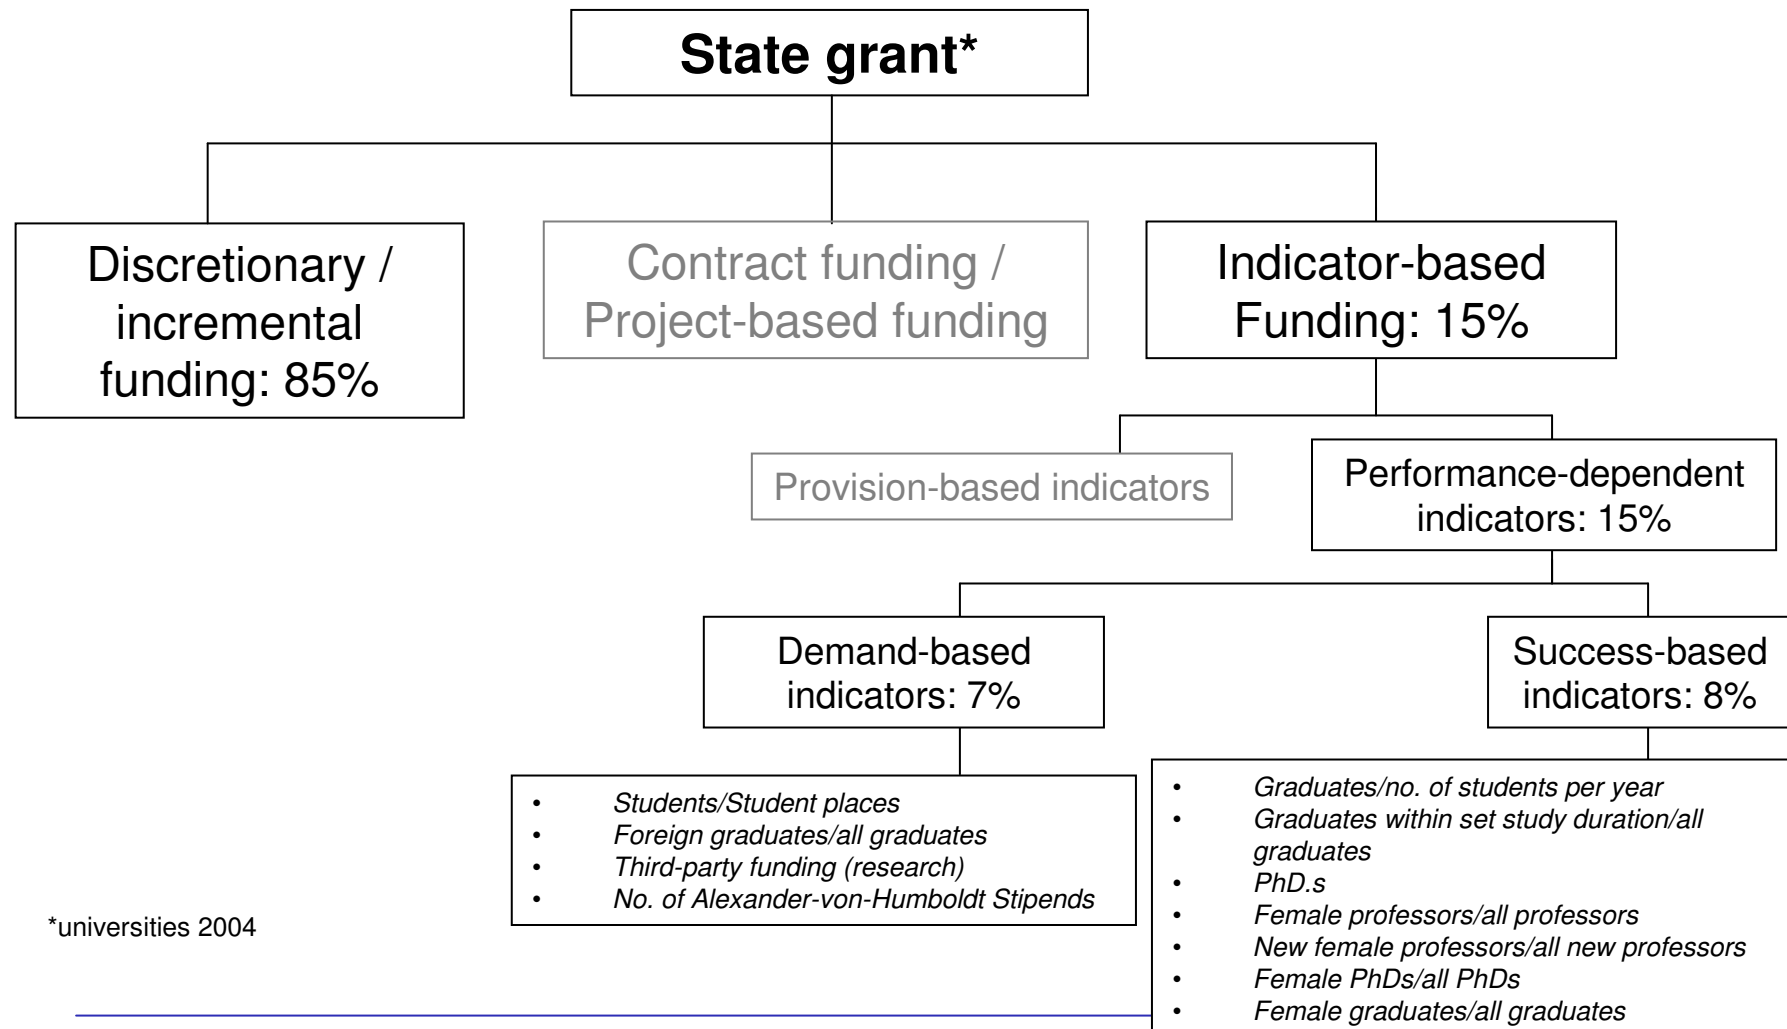 State grant*
Discretionary /
incremental
funding: 85%
Contract funding /
Project-based funding
Indicator-based
Funding: 15%
Provision-based indicators
Performance-dependent
indicators: 15%
Demand-based
indicators: 7%
Success-based
indicators: 8%
• Students/Student places
• Foreign graduates/all graduates
• Third-party funding (research)
• No. of Alexander-von-Humboldt Stipends
• Graduates/no. of students per year
• Graduates within set study duration/all
graduates
• PhD.s
• Female professors/all professors
• New female professors/all new professors
• Female PhDs/all PhDs
• Female graduates/all graduates
*universities 2004